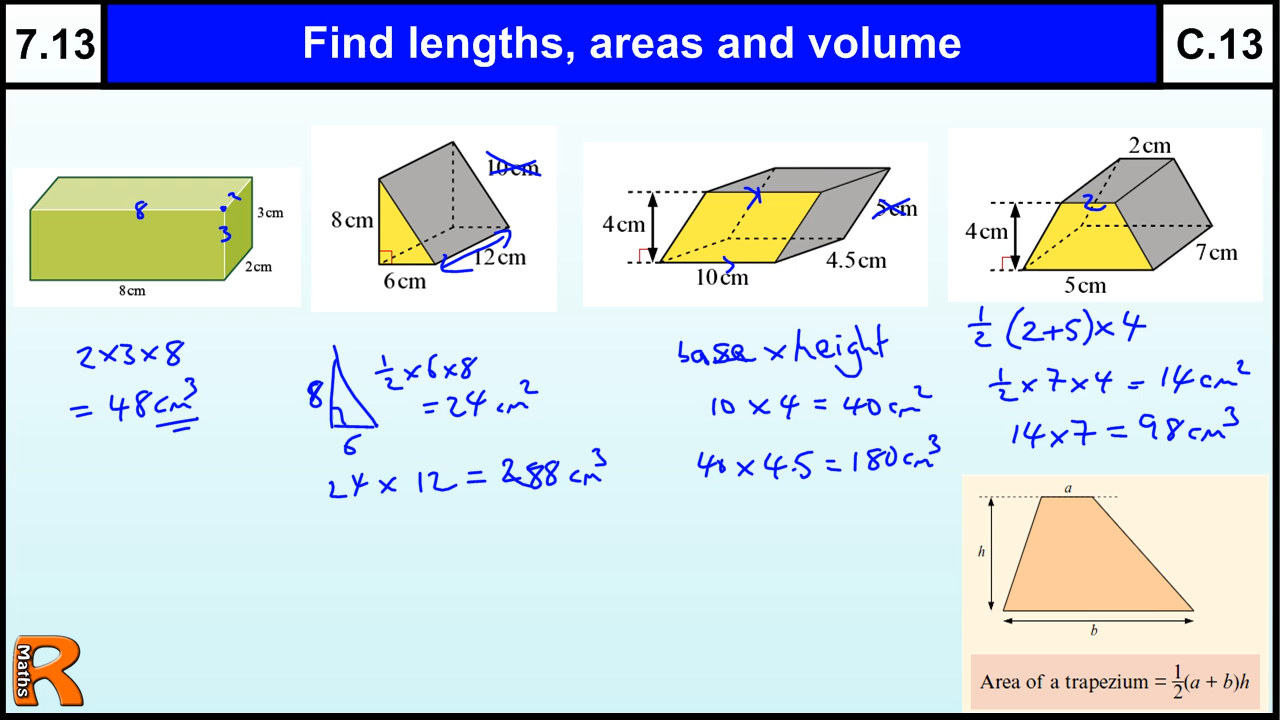 7.13
Find lengths, areas and volume
C.13
8
2
3
3cm
2cm
8cm
2×3×8
= 48cm³
8cm
10cm
12cm
6cm
8
6
½×6×8
= 24 cm²
24 × 12 = 288 cm³
4cm
5cm
10cm
4.5cm
base × height
10 × 4 = 40cm²
40 × 4.5 = 180cm³
2cm
2
4cm
7cm
5cm
½ (2+5)×4
½ × 7 × 4 = 14cm²
14×7 = 98cm³
a
h
b
Area of a trapezium = ½(a + b)h
R
Maths